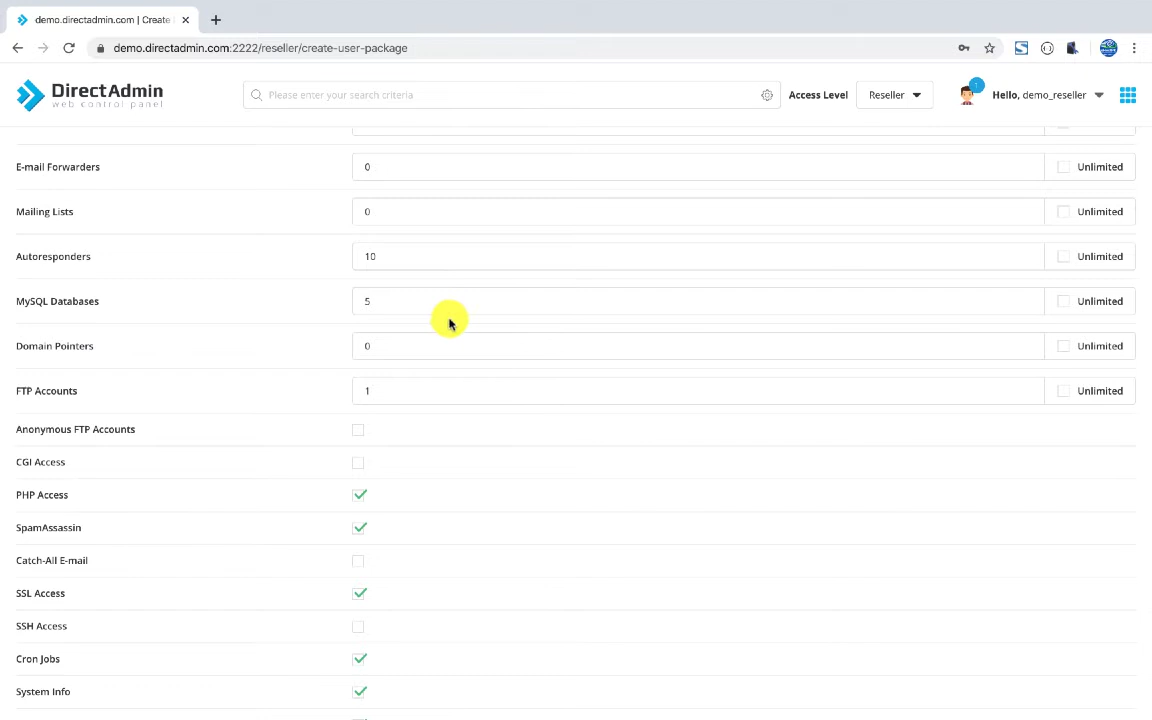 demo.directadmin.com | Create
demo.directadmin.com:2222/reseller/create-user-package
DirectAdmin
web control panel
Please enter your search criteria
Access Level
Reseller
1
Hello, demo_reseller
E-mail Forwarders 0 Unlimited
Mailing Lists 0 Unlimited
Autoresponders 10 Unlimited
MySQL Databases 5 Unlimited
Domain Pointers 0 Unlimited
FTP Accounts 1 Unlimited
Anonymous FTP Accounts
CGI Access
PHP Access
SpamAssassin
Catch-All E-mail
SSL Access
SSH Access
Cron Jobs
System Info